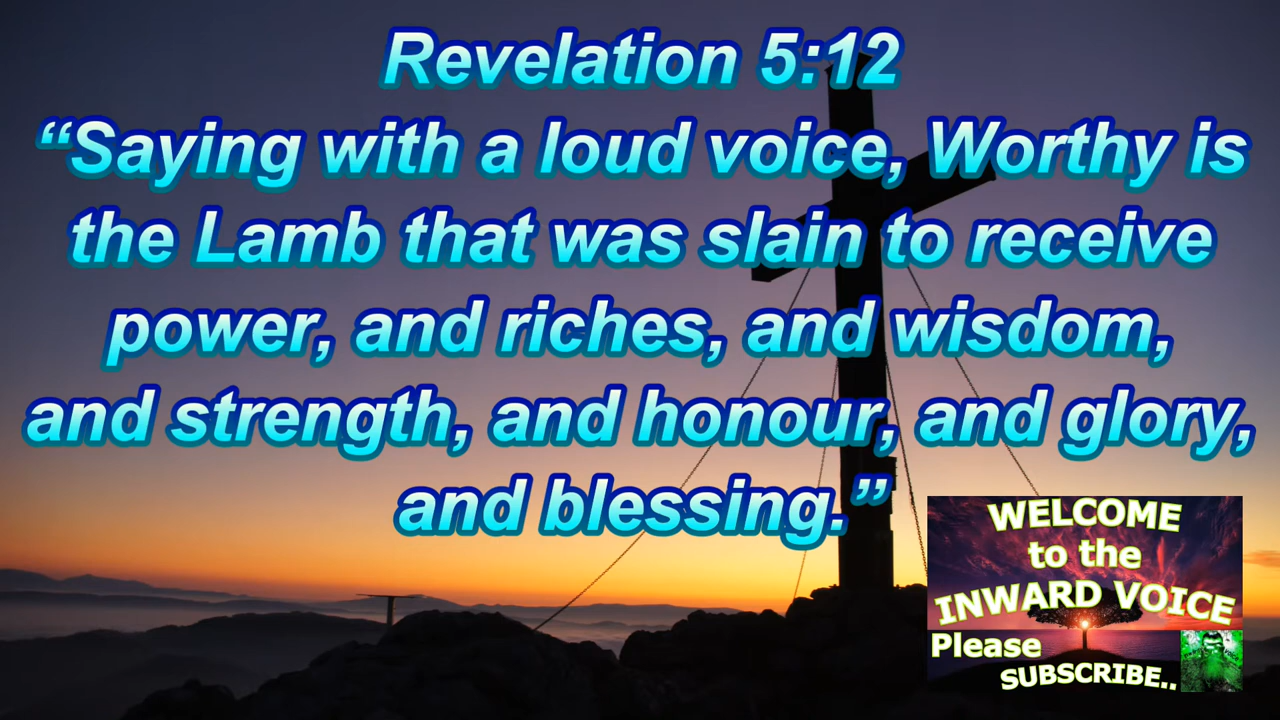 Revelation 5:12
“Saying with a loud voice, Worthy is
the Lamb that was slain to receive
power, and riches, and wisdom,
and strength, and honour, and glory,
and blessing.”
WELCOME
to the
INWARD VOICE
Please
SUBSCRIBE..